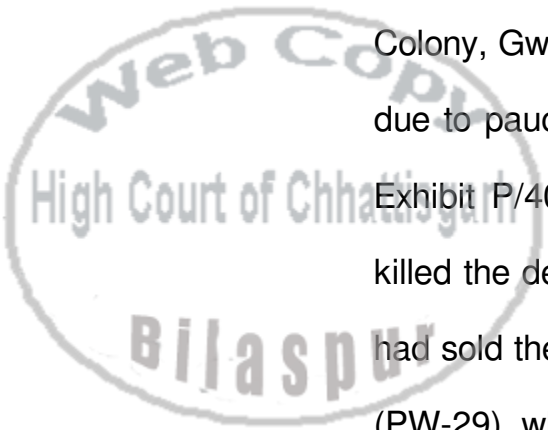 Web Copy
High Court of Chhattisgarh
Bilaspur
Colony, Gw
due to pauc
Exhibit P/40
killed the de
had sold the
(PW-29) w